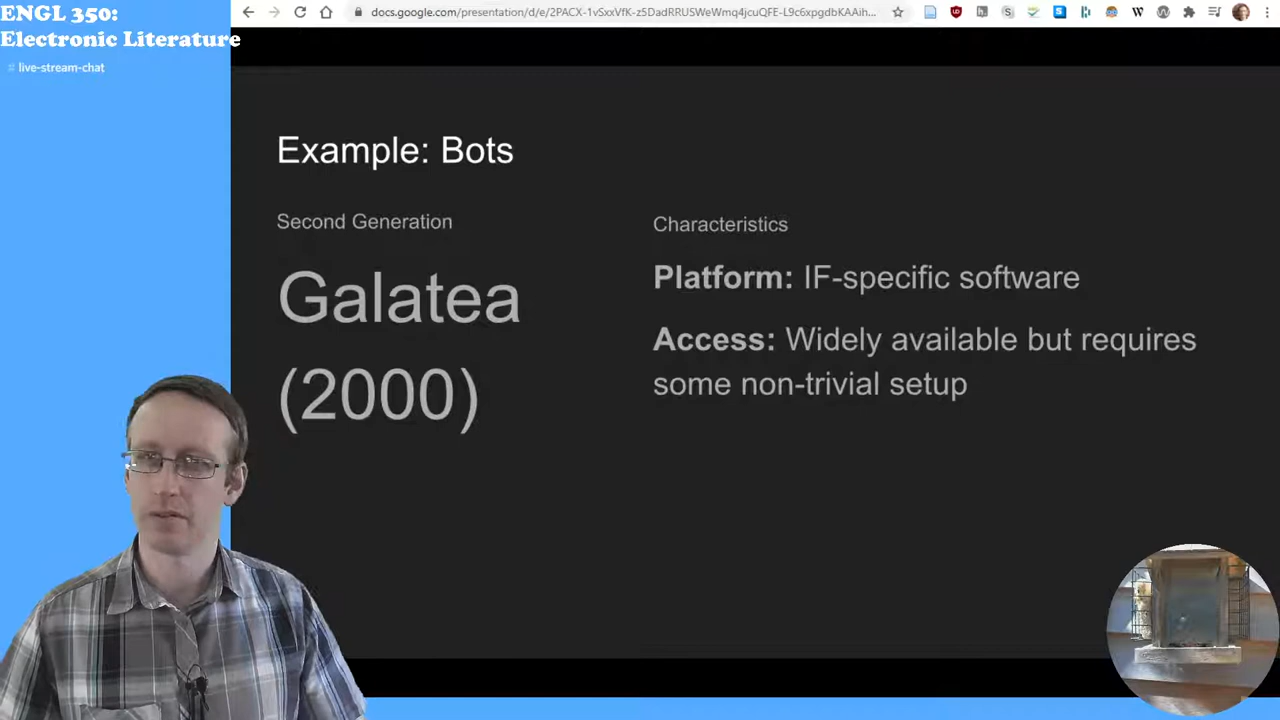 ENGL 350:
Electronic Literature
# live-stream-chat
docs.google.com/presentation/d/e/2PACX-1vSxxVfK-z5DadRRUSWeWmq4jcuQFE-L9c6xpgdbKAAih...
Example: Bots
Second Generation
Galatea
(2000)
Characteristics
Platform: IF-specific software
Access: Widely available but requires
some non-trivial setup